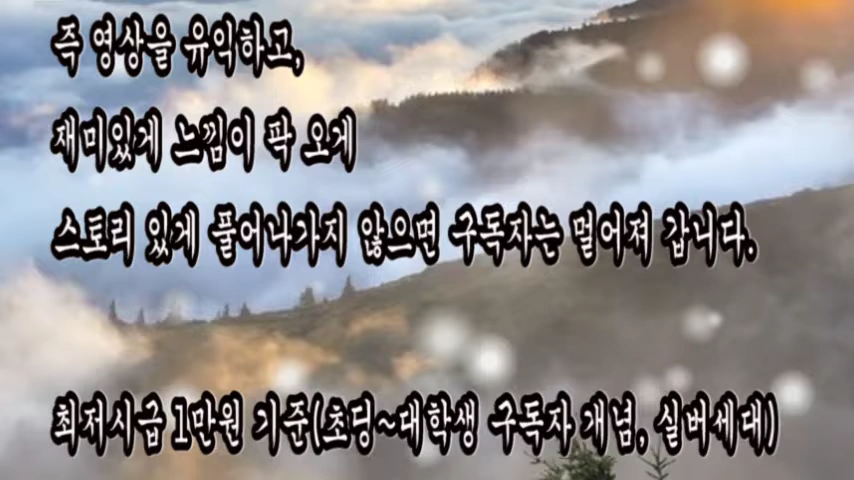 즉 영상을 유익하고,
재미있게 느낌이 팍 오게
스토리 있게 풀어나가지 않으면 구독자는 멀어져 갑니다.
최저시급 1만원 기준(초딩~대학생 구독자 개념, 실버세대)